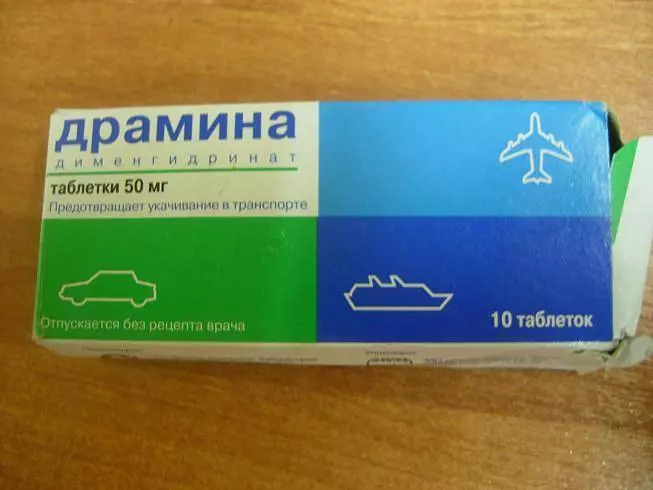 драмина
дименгидринат
таблетки 50 мг
Предотвращает укачивание в транспорте
Отпускается без рецепта врача
10 таблеток